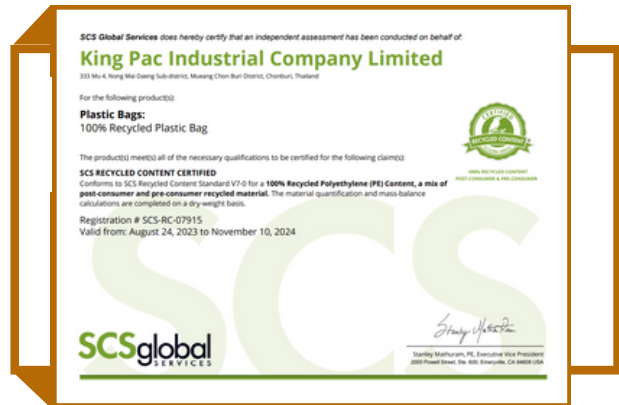 SCS Global Services does hereby certify that an independent assessment has been conducted on behalf of:
King Pac Industrial Company Limited
333 Mu 4, Nong Mai Daeng Sub-district, Mueang Chon Buri District, Chonburi, Thailand
For the following product(s):
Plastic Bags:
100% Recycled Plastic Bag
CERTIFIED
RECYCLED CONTENT
100% RECYCLED CONTENT
POST-CONSUMER & PRE-CONSUMER
The product(s) meet(s) all of the necessary qualifications to be certified for the following claim(s):
SCS RECYCLED CONTENT CERTIFIED
Conforms to SCS Recycled Content Standard V7-0 for a 100% Recycled Polyethylene (PE) Content, a mix of
post-consumer and pre-consumer recycled material. The material quantification and mass-balance
calculations are completed on a dry-weight basis.
Registration # SCS-RC-07915
Valid from: August 24, 2023 to November 10, 2024
SCS
SCSglobal
SERVICES
Stanley Mathuram, PE, Executive Vice President
2000 Powell Street, Ste. 600, Emeryville, CA 94608 USA